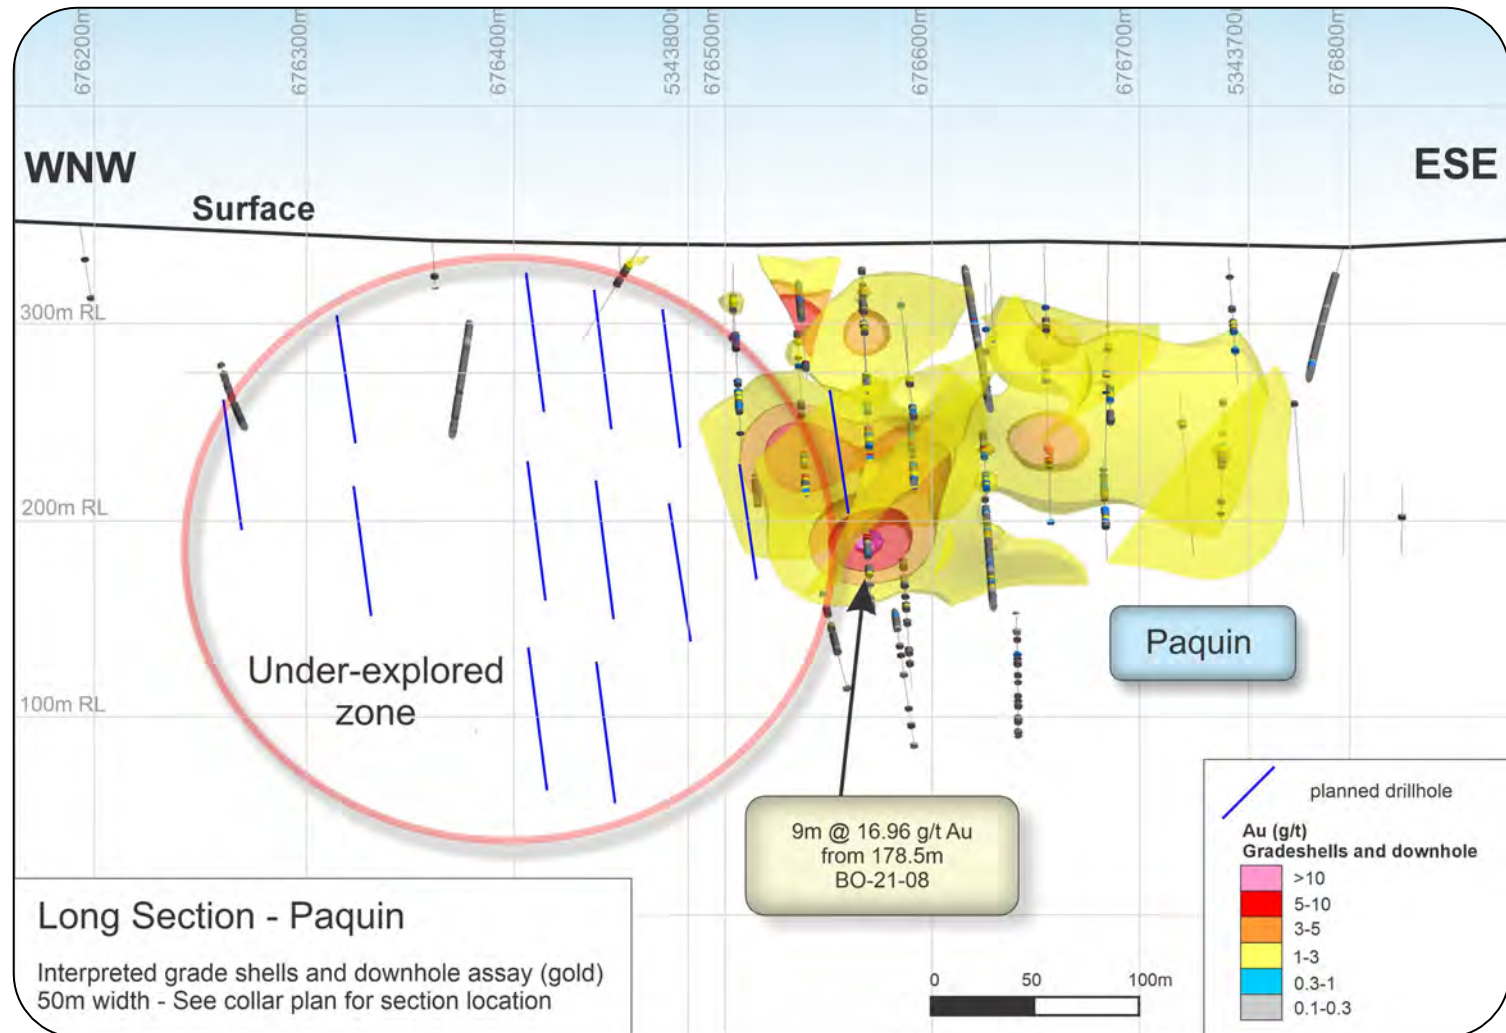 676200m
676300m
676400m
5343800m
676500m
676600m
676700m
5343700m
676800m
WNW
ESE
Surface
300m RL
200m RL
100m RL
Under-explored
zone
Paquin
9m @ 16.96 g/t Au
from 178.5m
BO-21-08
planned drillhole
Au (g/t)
Gradeshells and downhole
>10
5-10
3-5
1-3
0.3-1
0.1-0.3
Long Section - Paquin
Interpreted grade shells and downhole assay (gold)
50m width - See collar plan for section location
0 50 100m